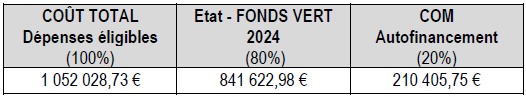 COÛT TOTAL
Dépenses éligibles
(100%)
Etat - FONDS VERT
2024
(80%)
COM
Autofinancement
(20%)
1 052 028,73 €
841 622,98 €
210 405,75 €